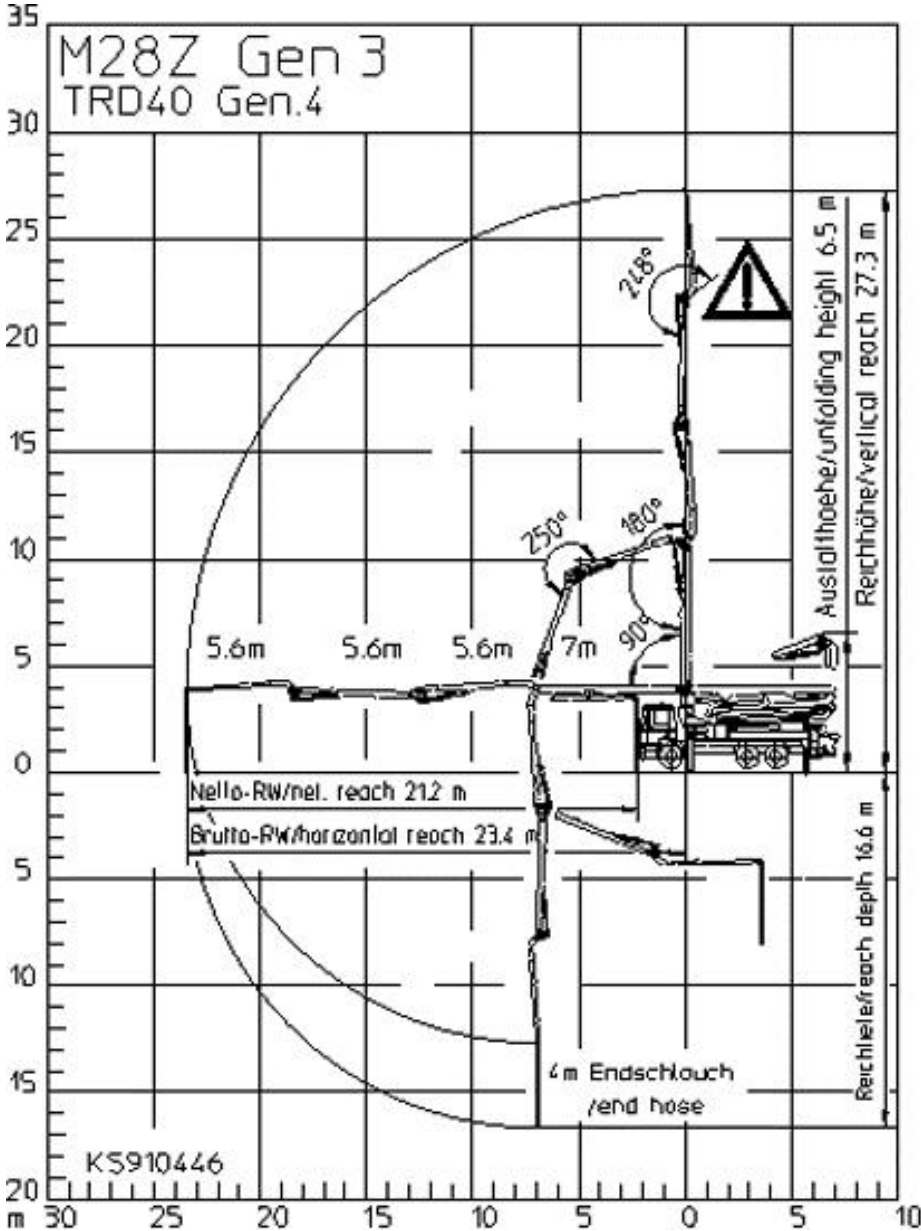 35
M28Z Gen 3
TRD40 Gen.4
30
25
248°
20
15
250°
180°
10
90°
5.6m 5.6m 5.6m 7m
5
0
Netto-RW/net. reach 21.2 m
Brutto-RW/horizontal reach 23.4 m
5
10
4m Endschlauch
/end hose
15
KS910446
20
m 30 25 20 15 10 5 0 5 10
Auslalthoehe/unfolding height 6.5 m
Reichhöhe/vertical reach 27.3 m
Reichtiefe/reach depth 16.6 m